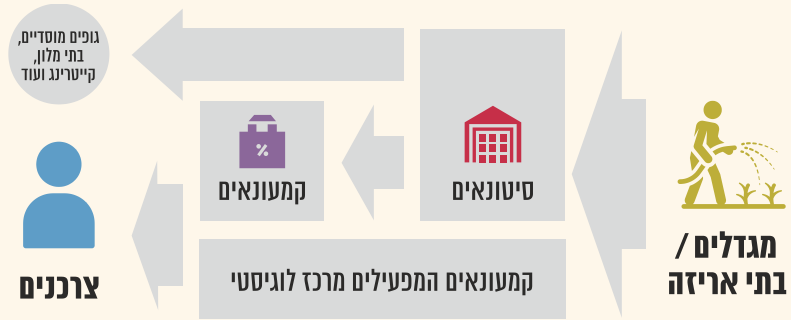 גופים מוסדיים,
בתי מלון,
קייטרינג ועוד
%
קמעונאים
סיטונאים
מגדלים /
בתי אריזה
צרכנים
קמעונאים המפעילים מרכז לוגיסטי